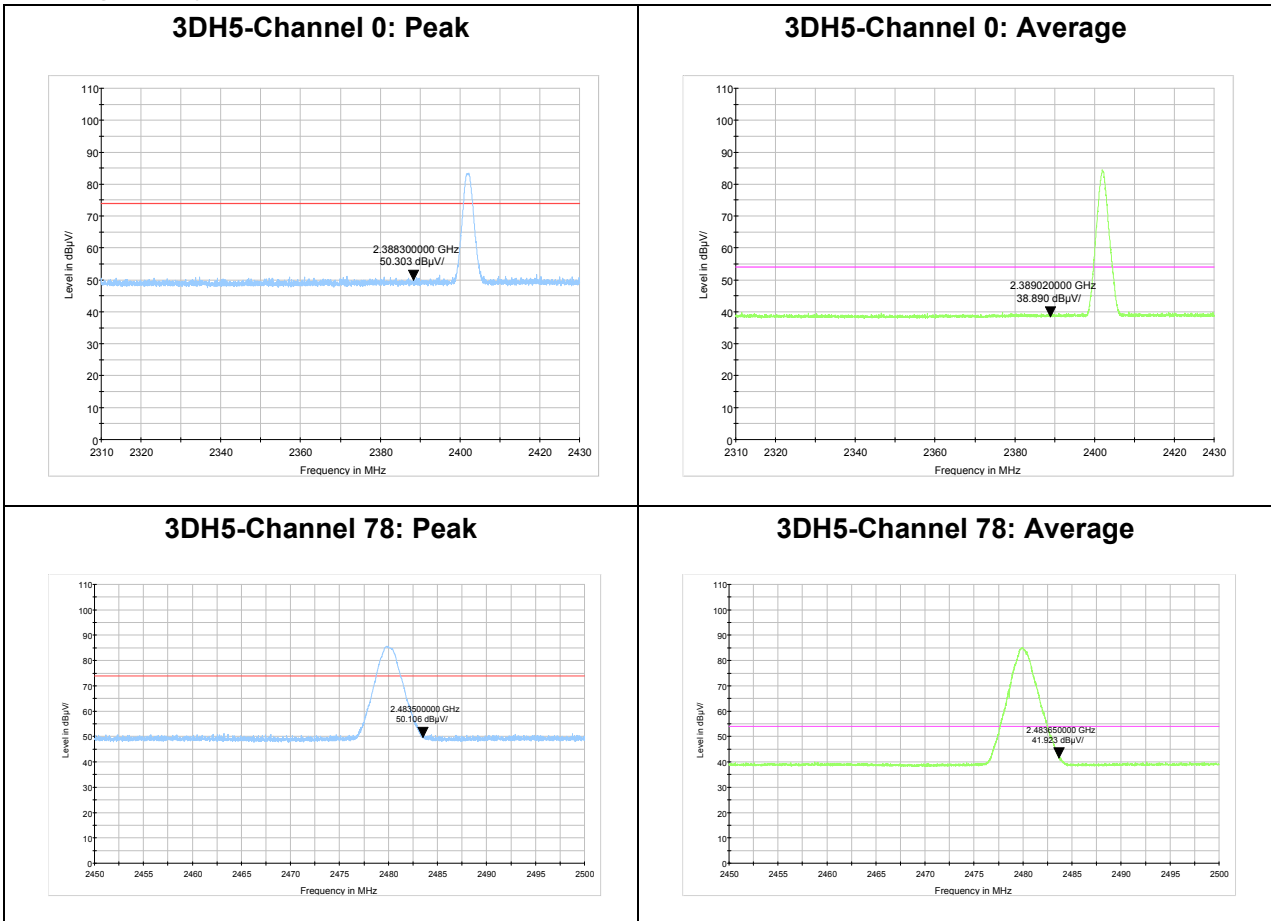 3DH5-Channel 0: Peak
110
100
90
80
70
60
50
40
30
20
10
0
Level in dBµV/
2.388300000 GHz
50.303 dBµV/
2310 2320 2340 2360 2380 2400 2420 2430
Frequency in MHz
3DH5-Channel 0: Average
110
100
90
80
70
60
50
40
30
20
10
0
Level in dBµV/
2.389020000 GHz
38.890 dBµV/
2310 2320 2340 2360 2380 2400 2420 2430
Frequency in MHz
3DH5-Channel 78: Peak
110
100
90
80
70
60
50
40
30
20
10
0
Level in dBµV/
2.483500000 GHz
50.106 dBµV/
2450 2455 2460 2465 2470 2475 2480 2485 2490 2495 2500
Frequency in MHz
3DH5-Channel 78: Average
110
100
90
80
70
60
50
40
30
20
10
0
Level in dBµV/
2.483650000 GHz
41.923 dBµV/
2450 2455 2460 2465 2470 2475 2480 2485 2490 2495 2500
Frequency in MHz